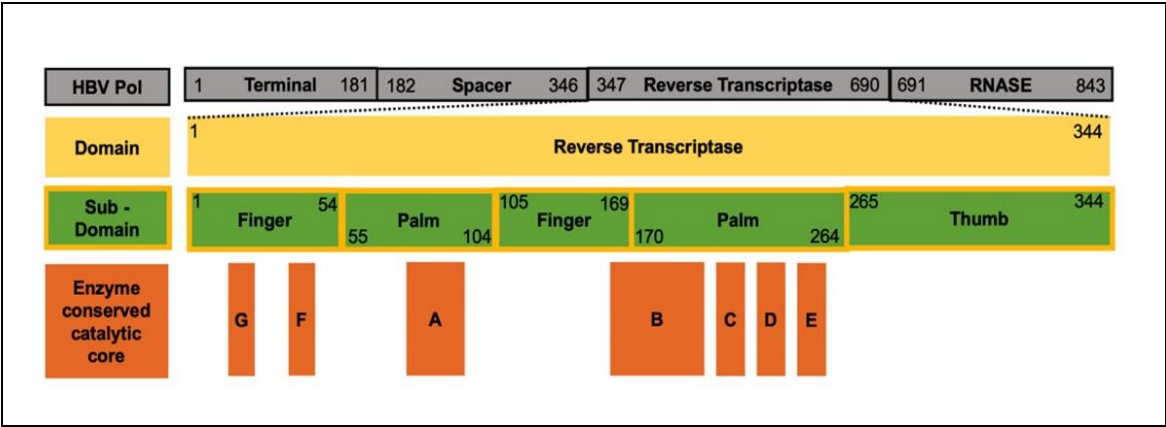 HBV Pol 1 Terminal 181 182 Spacer 346 347 Reverse Transcriptase 690 691 RNASE 843
Domain 1 Reverse Transcriptase 344
Sub -
Domain
1 Finger 54 55 Palm 104 105 Finger 169 170 Palm 264 265 Thumb 344
Enzyme
conserved
catalytic
core
G F A B C D E